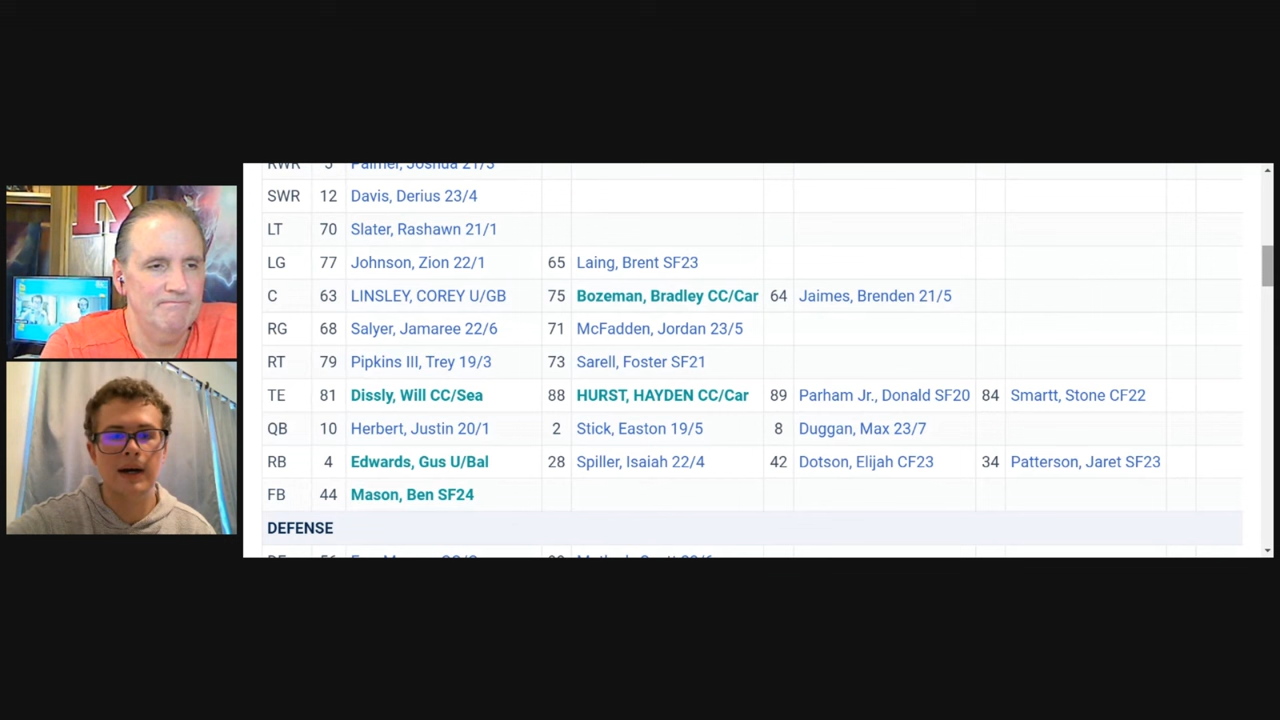 R
RWR 5 Palmer, Joshua 21/3
SWR 12 Davis, Derius 23/4
LT 70 Slater, Rashawn 21/1
LG 77 Johnson, Zion 22/1 65 Laing, Brent SF23
C 63 LINSLEY, COREY U/GB 75 Bozeman, Bradley CC/Car 64 Jaimes, Brenden 21/5
RG 68 Salyer, Jamaree 22/6 71 McFadden, Jordan 23/5
RT 79 Pipkins III, Trey 19/3 73 Sarell, Foster SF21
TE 81 Dissly, Will CC/Sea 88 HURST, HAYDEN CC/Car 89 Parham Jr., Donald SF20 84 Smartt, Stone CF22
QB 10 Herbert, Justin 20/1 2 Stick, Easton 19/5 8 Duggan, Max 23/7
RB 4 Edwards, Gus U/Bal 28 Spiller, Isaiah 22/4 42 Dotson, Elijah CF23 34 Patterson, Jaret SF23
FB 44 Mason, Ben SF24
DEFENSE